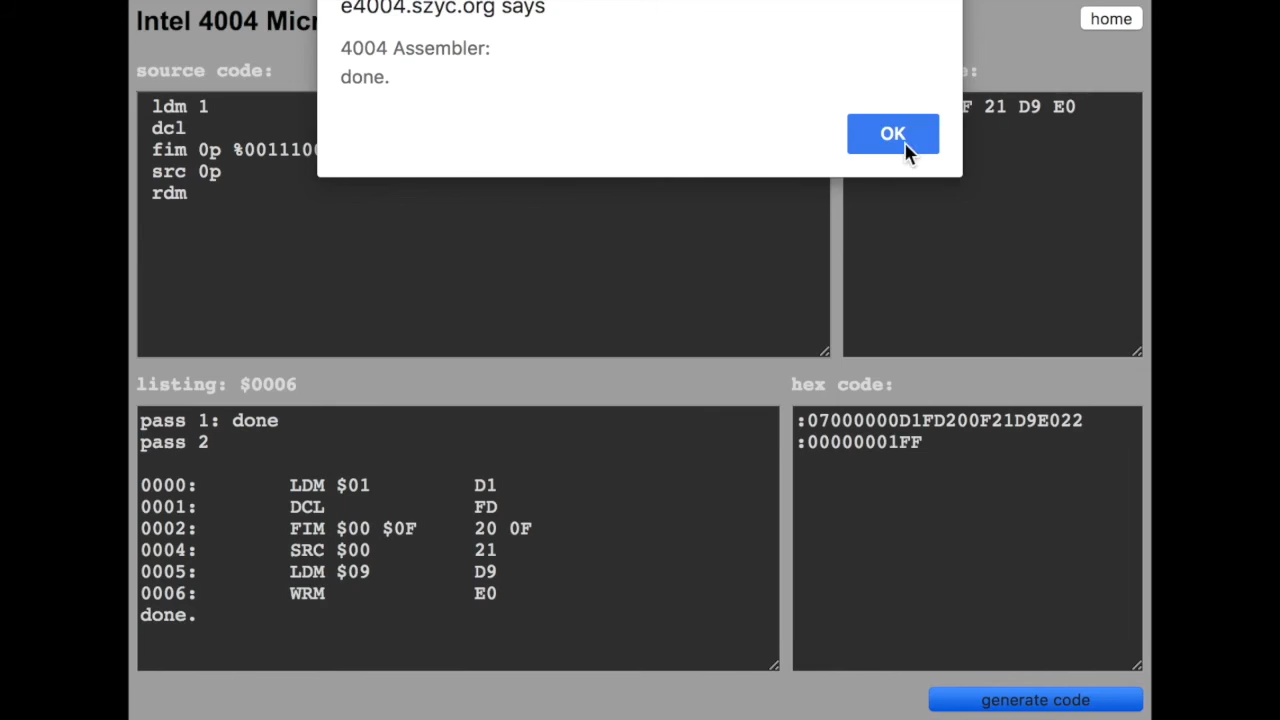 e4004.szyc.org says
Intel 4004 Micr
home
4004 Assembler:
done.
source code:
e:
OK
ldm 1
dcl
fim 0p %0011100
src 0p
rdm
F 21 D9 E0
listing: $0006
hex code:
pass 1: done
pass 2
0000: LDM $01 D1
0001: DCL FD
0002: FIM $00 $0F 20 0F
0004: SRC $00 21
0005: LDM $09 D9
0006: WRM E0
done.
:07000000D1FD200F21D9E022
:00000001FF
generate code